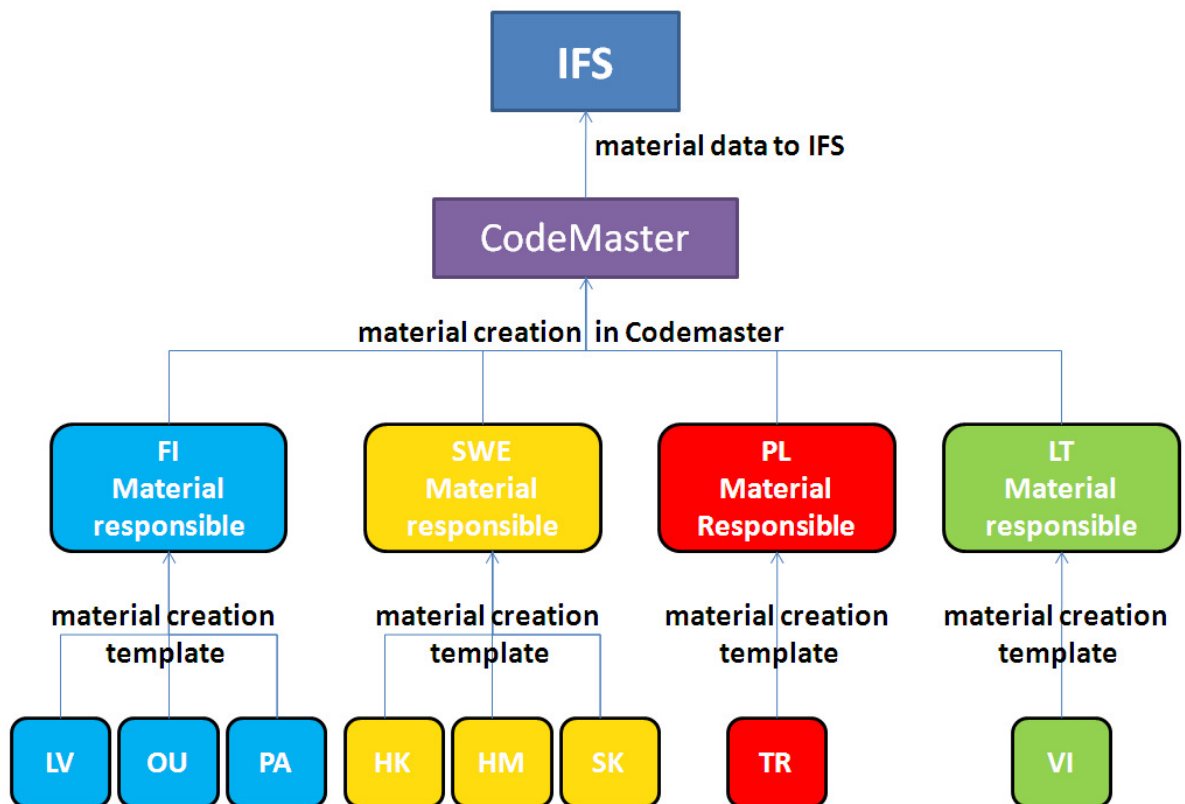 IFS
material data to IFS
CodeMaster
material creation in Codemaster
FI
Material
responsible
SWE
Material
responsible
PL
Material
Responsible
LT
Material
responsible
material creation
template
material creation
template
material creation
template
material creation
template
LV
OU
PA
HK
HM
SK
TR
VI